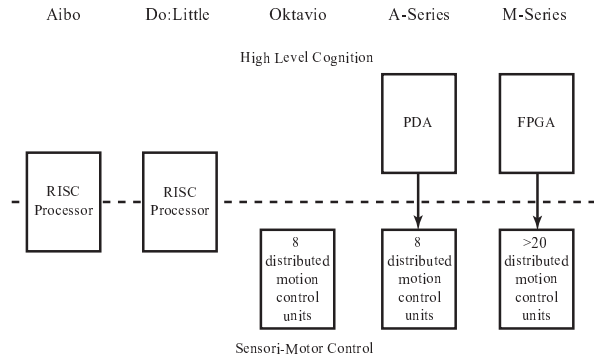 Aibo Do:Little Oktavio A-Series M-Series
High Level Cognition
PDA
FPGA
RISC
Processor
RISC
Processor
8
distributed
motion
control
units
8
distributed
motion
control
units
>20
distributed
motion
control
units
Sensori-Motor Control